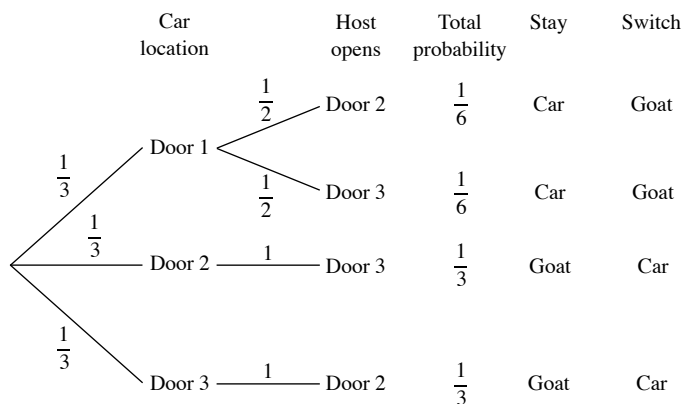 Car location Host opens Total probability Stay Switch
1/2 Door 2 1/6 Car Goat
Door 1
1/3 1/2 Door 3 1/6 Car Goat
1/3 Door 2 1 Door 3 1/3 Goat Car
1/3
Door 3 1 Door 2 1/3 Goat Car